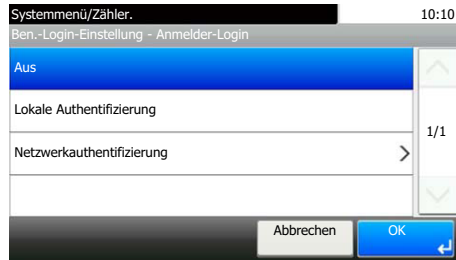 Systemmenü/Zähler. 10:10
Ben.-Login-Einstellung - Anmelder-Login
Aus
Lokale Authentifizierung
1/1
Netzwerkauthentifizierung
Abbrechen OK